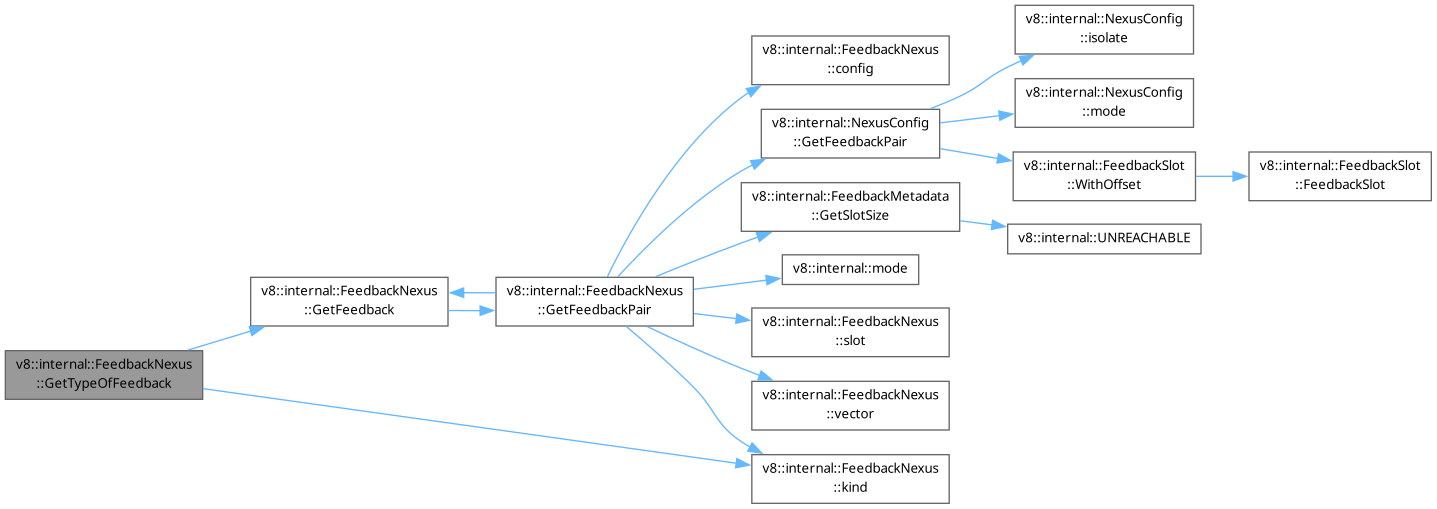 v8::internal::FeedbackNexus
::GetTypeOfFeedback
v8::internal::FeedbackNexus
::GetFeedback
v8::internal::FeedbackNexus
::GetFeedbackPair
v8::internal::FeedbackNexus
::config
v8::internal::NexusConfig
::GetFeedbackPair
v8::internal::NexusConfig
::isolate
v8::internal::NexusConfig
::mode
v8::internal::FeedbackSlot
::WithOffset
v8::internal::FeedbackSlot
::FeedbackSlot
v8::internal::FeedbackMetadata
::GetSlotSize
v8::internal::UNREACHABLE
v8::internal::mode
v8::internal::FeedbackNexus
::slot
v8::internal::FeedbackNexus
::vector
v8::internal::FeedbackNexus
::kind